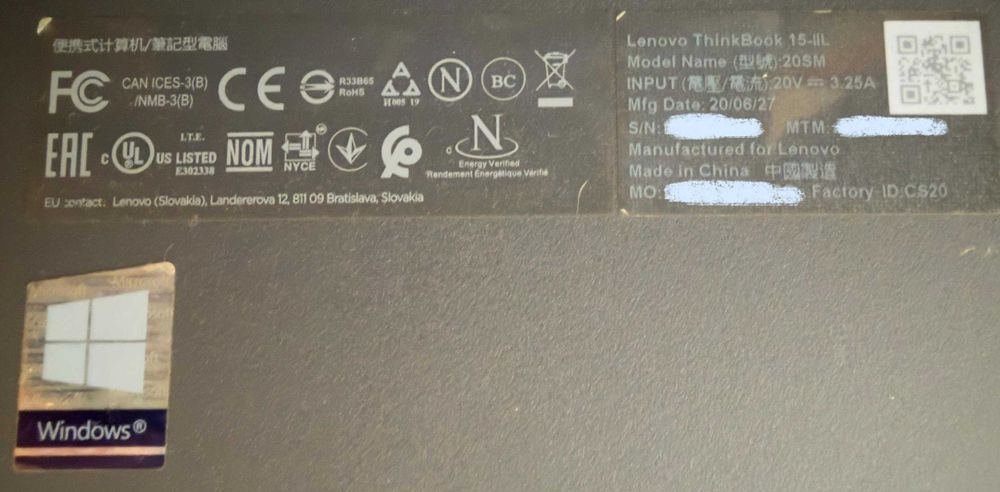 便携式计算机/筆記型電腦
FC
CAN ICES-3(B)
/NMB-3(B)
CE
R33B65
RoHS
H005 19
N
BC
EAC
c UL US LISTED
I.T.E.
E302338
NOM
NYCE
N
c
Energy Verified
Rendement Énergétique Vérifié
EU contact: Lenovo (Slovakia), Landererova 12, 811 09 Bratislava, Slovakia
Lenovo ThinkBook 15-IIL
Model Name (型號):20SM
INPUT (電壓/電流):20V ⎓ 3.25A
Mfg Date: 20/06/27
S/N: MTM:
Manufactured for Lenovo
Made in China 中國製造
MO: Factory-ID:CS20
Windows®